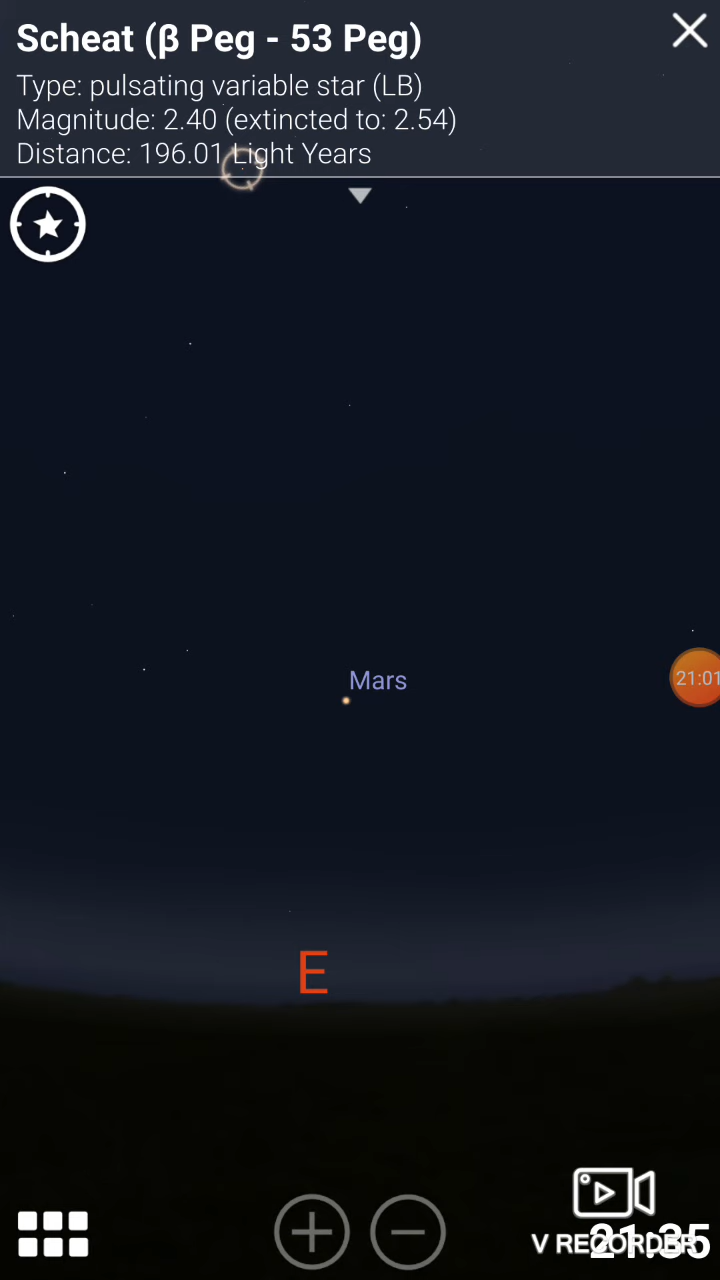 Scheat (β Peg - 53 Peg)
Type: pulsating variable star (LB)
Magnitude: 2.40 (extincted to: 2.54)
Distance: 196.01 Light Years
Mars
21:01
E
V RECORDER
21:35